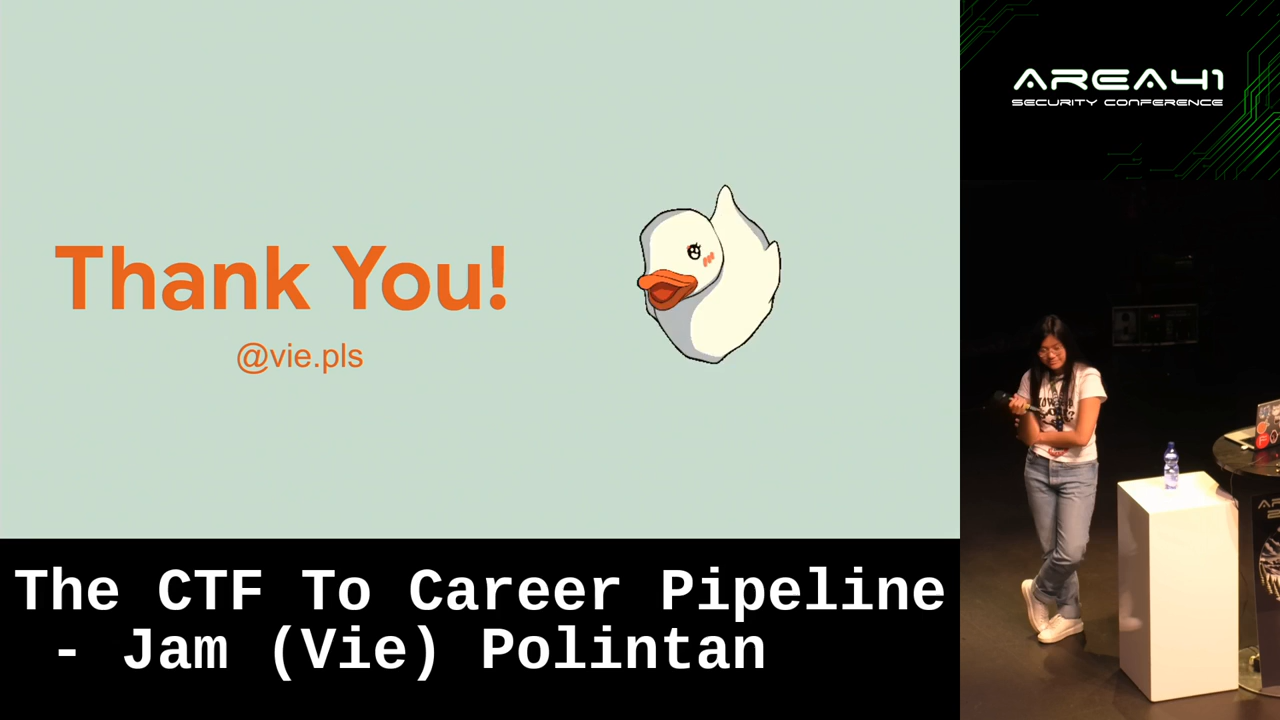 Thank You!
@vie.pls
The CTF To Career Pipeline
- Jam (Vie) Polintan
AREA41
SECURITY CONFERENCE